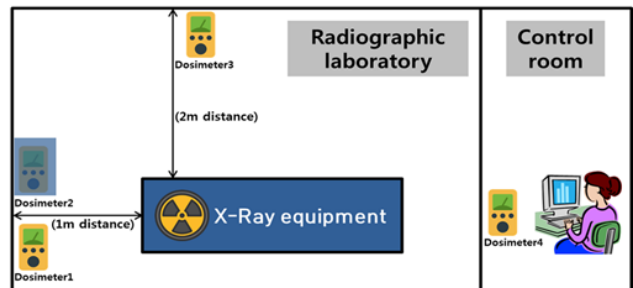 Radiographic
laboratory
Control
room
Dosimeter3
(2m distance)
Dosimeter2
(1m distance)
X-Ray equipment
Dosimeter4
Dosimeter1